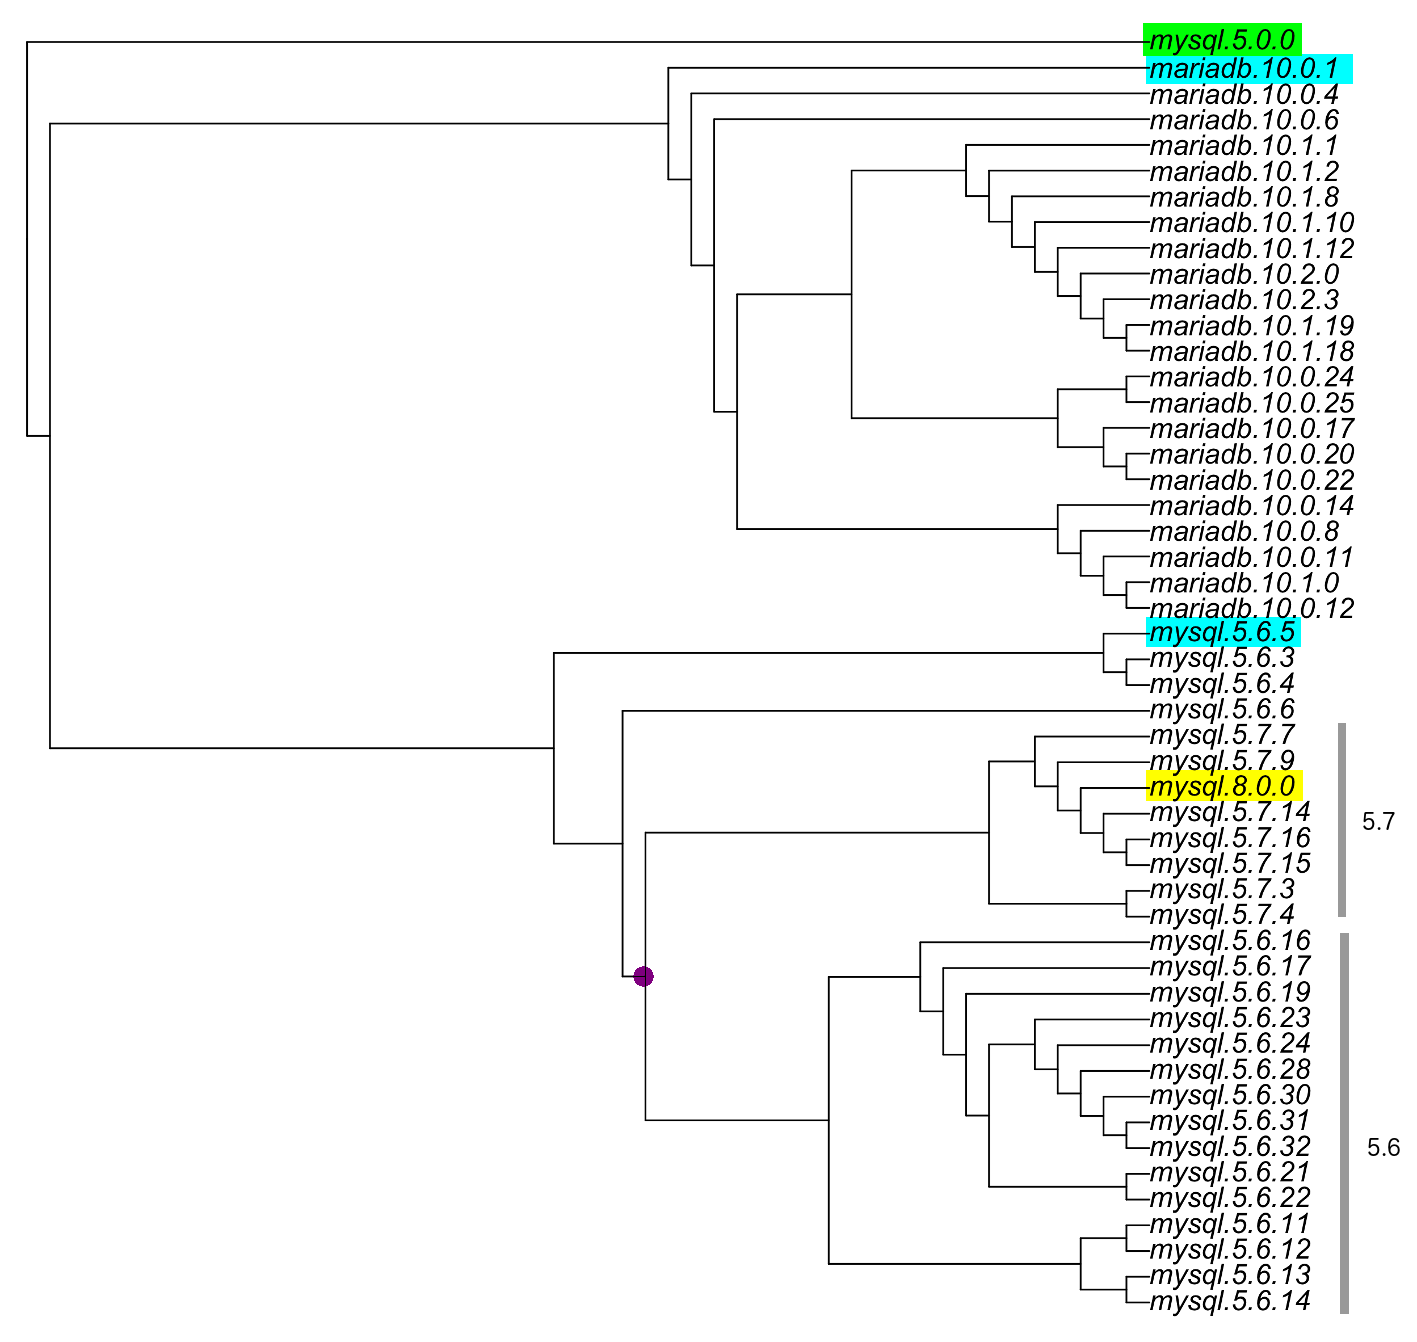 mysql.5.0.0
mariadb.10.0.1
mariadb.10.0.4
mariadb.10.0.6
mariadb.10.1.1
mariadb.10.1.2
mariadb.10.1.8
mariadb.10.1.10
mariadb.10.1.12
mariadb.10.2.0
mariadb.10.2.3
mariadb.10.1.19
mariadb.10.1.18
mariadb.10.0.24
mariadb.10.0.25
mariadb.10.0.17
mariadb.10.0.20
mariadb.10.0.22
mariadb.10.0.14
mariadb.10.0.8
mariadb.10.0.11
mariadb.10.1.0
mariadb.10.0.12
mysql.5.6.5
mysql.5.6.3
mysql.5.6.4
mysql.5.6.6
mysql.5.7.7
mysql.5.7.9
mysql.8.0.0
mysql.5.7.14
5.7
mysql.5.7.16
mysql.5.7.15
mysql.5.7.3
mysql.5.7.4
mysql.5.6.16
mysql.5.6.17
mysql.5.6.19
mysql.5.6.23
mysql.5.6.24
mysql.5.6.28
mysql.5.6.30
mysql.5.6.31
mysql.5.6.32
5.6
mysql.5.6.21
mysql.5.6.22
mysql.5.6.11
mysql.5.6.12
mysql.5.6.13
mysql.5.6.14